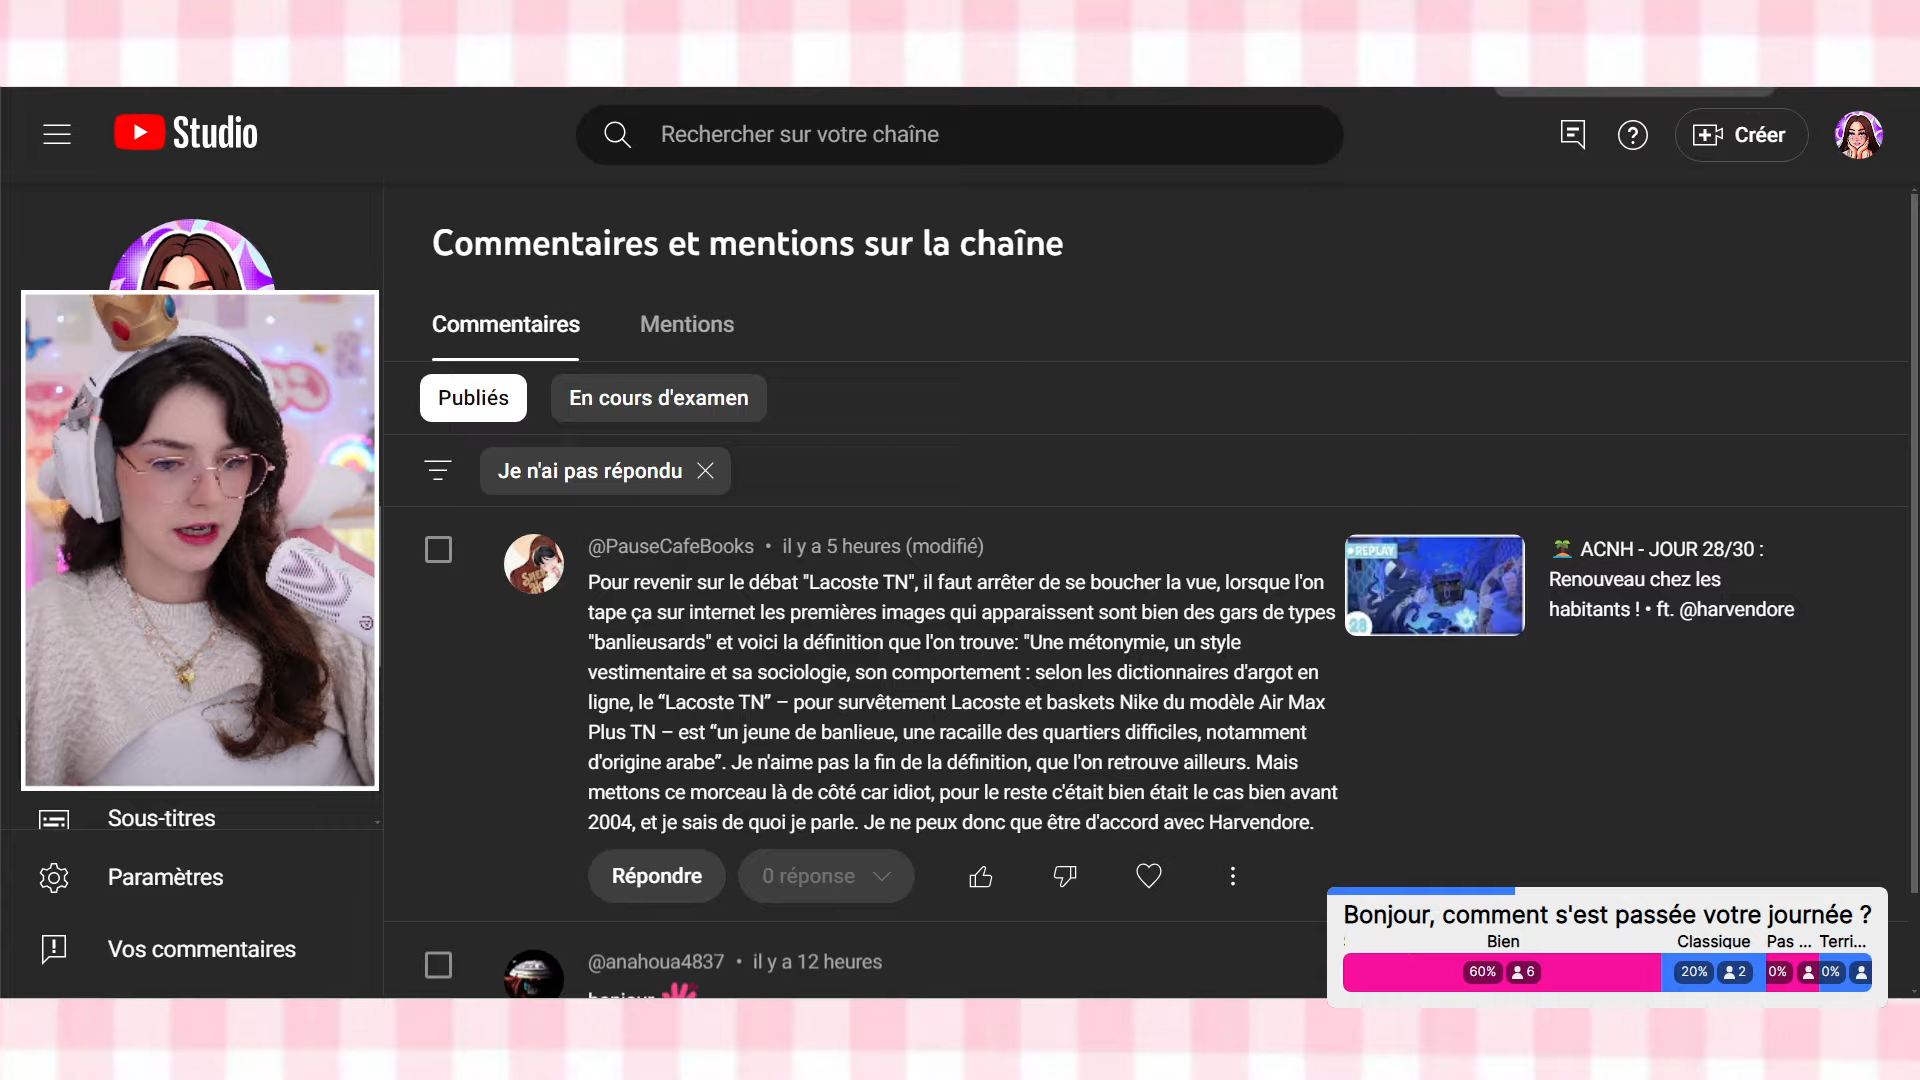 Studio
Rechercher sur votre chaîne
Créer
Commentaires et mentions sur la chaîne
Commentaires
Mentions
Publiés
En cours d'examen
Je n'ai pas répondu
@PauseCafeBooks • il y a 5 heures (modifié)
Pour revenir sur le débat "Lacoste TN", il faut arrêter de se boucher la vue, lorsque l'on
tape ça sur internet les premières images qui apparaissent sont bien des gars de types
"banlieusards" et voici la définition que l'on trouve: "Une métonymie, un style
vestimentaire et sa sociologie, son comportement : selon les dictionnaires d'argot en
ligne, le “Lacoste TN” – pour survêtement Lacoste et baskets Nike du modèle Air Max
Plus TN – est “un jeune de banlieue, une racaille des quartiers difficiles, notamment
d'origine arabe”. Je n'aime pas la fin de la définition, que l'on retrouve ailleurs. Mais
mettons ce morceau là de côté car idiot, pour le reste c'était bien était le cas bien avant
2004, et je sais de quoi je parle. Je ne peux donc que être d'accord avec Harvendore.
REPLAY
28
ACNH - JOUR 28/30 :
Renouveau chez les
habitants ! • ft. @harvendore
Répondre
0 réponse
@anahoua4837 • il y a 12 heures
bonjour
Sous-titres
Paramètres
Vos commentaires
Bonjour, comment s'est passée votre journée ?
Bien
Classique
Pas ...
Terri...
60%
6
20%
2
0%
0%